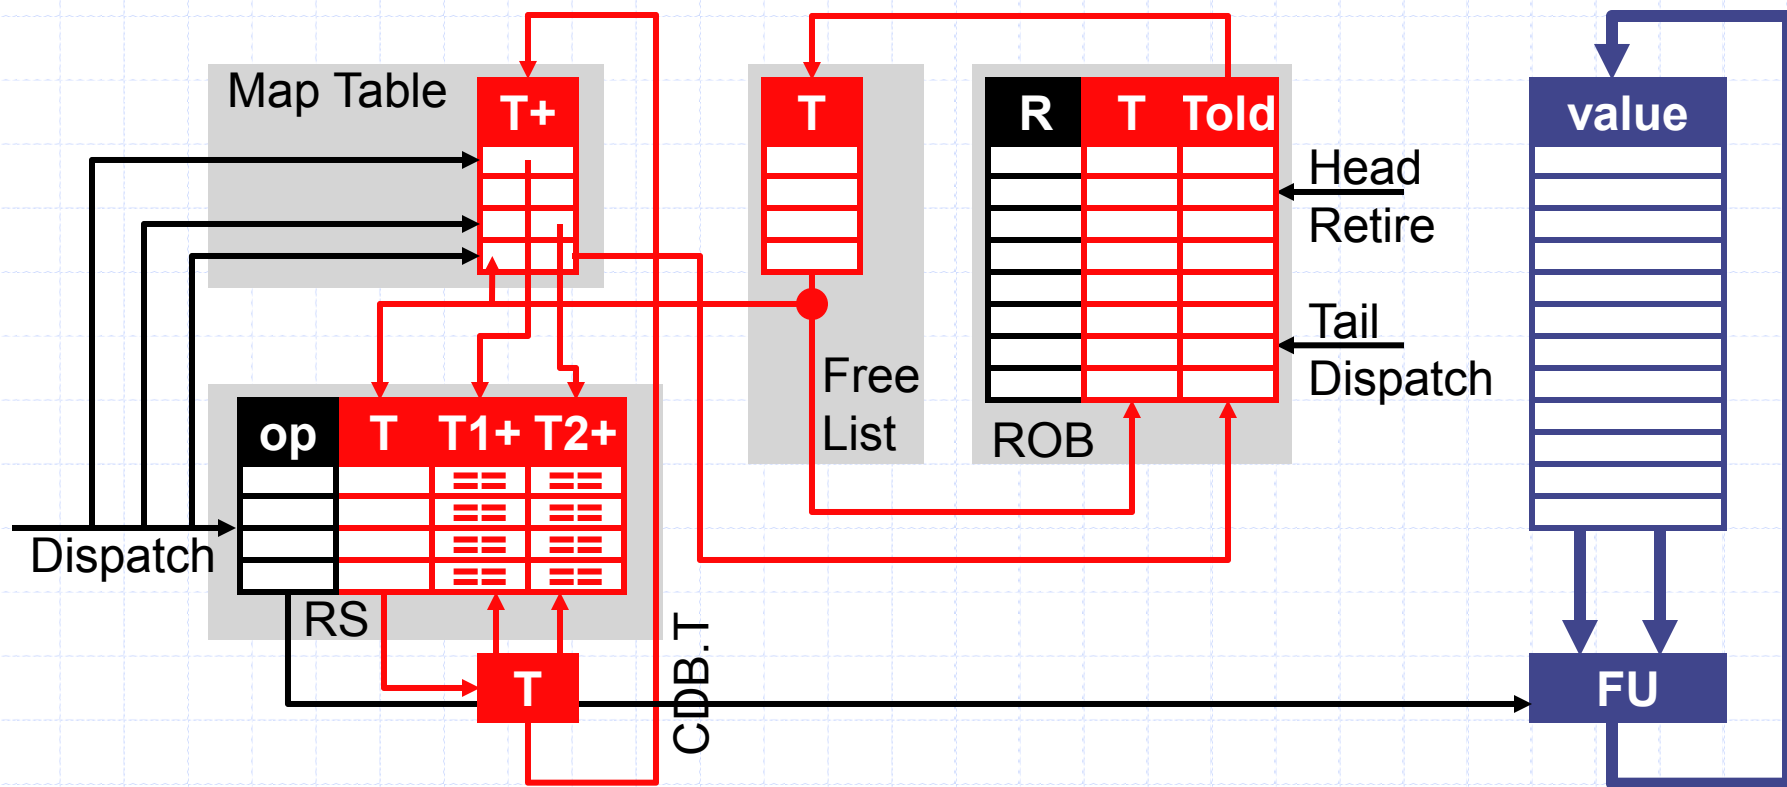 Map Table
T+
T
R T Told
value
Head
Retire
Tail
Dispatch
Free
List
ROB
op T T1+ T2+
Dispatch
RS
T
CDB.T
FU